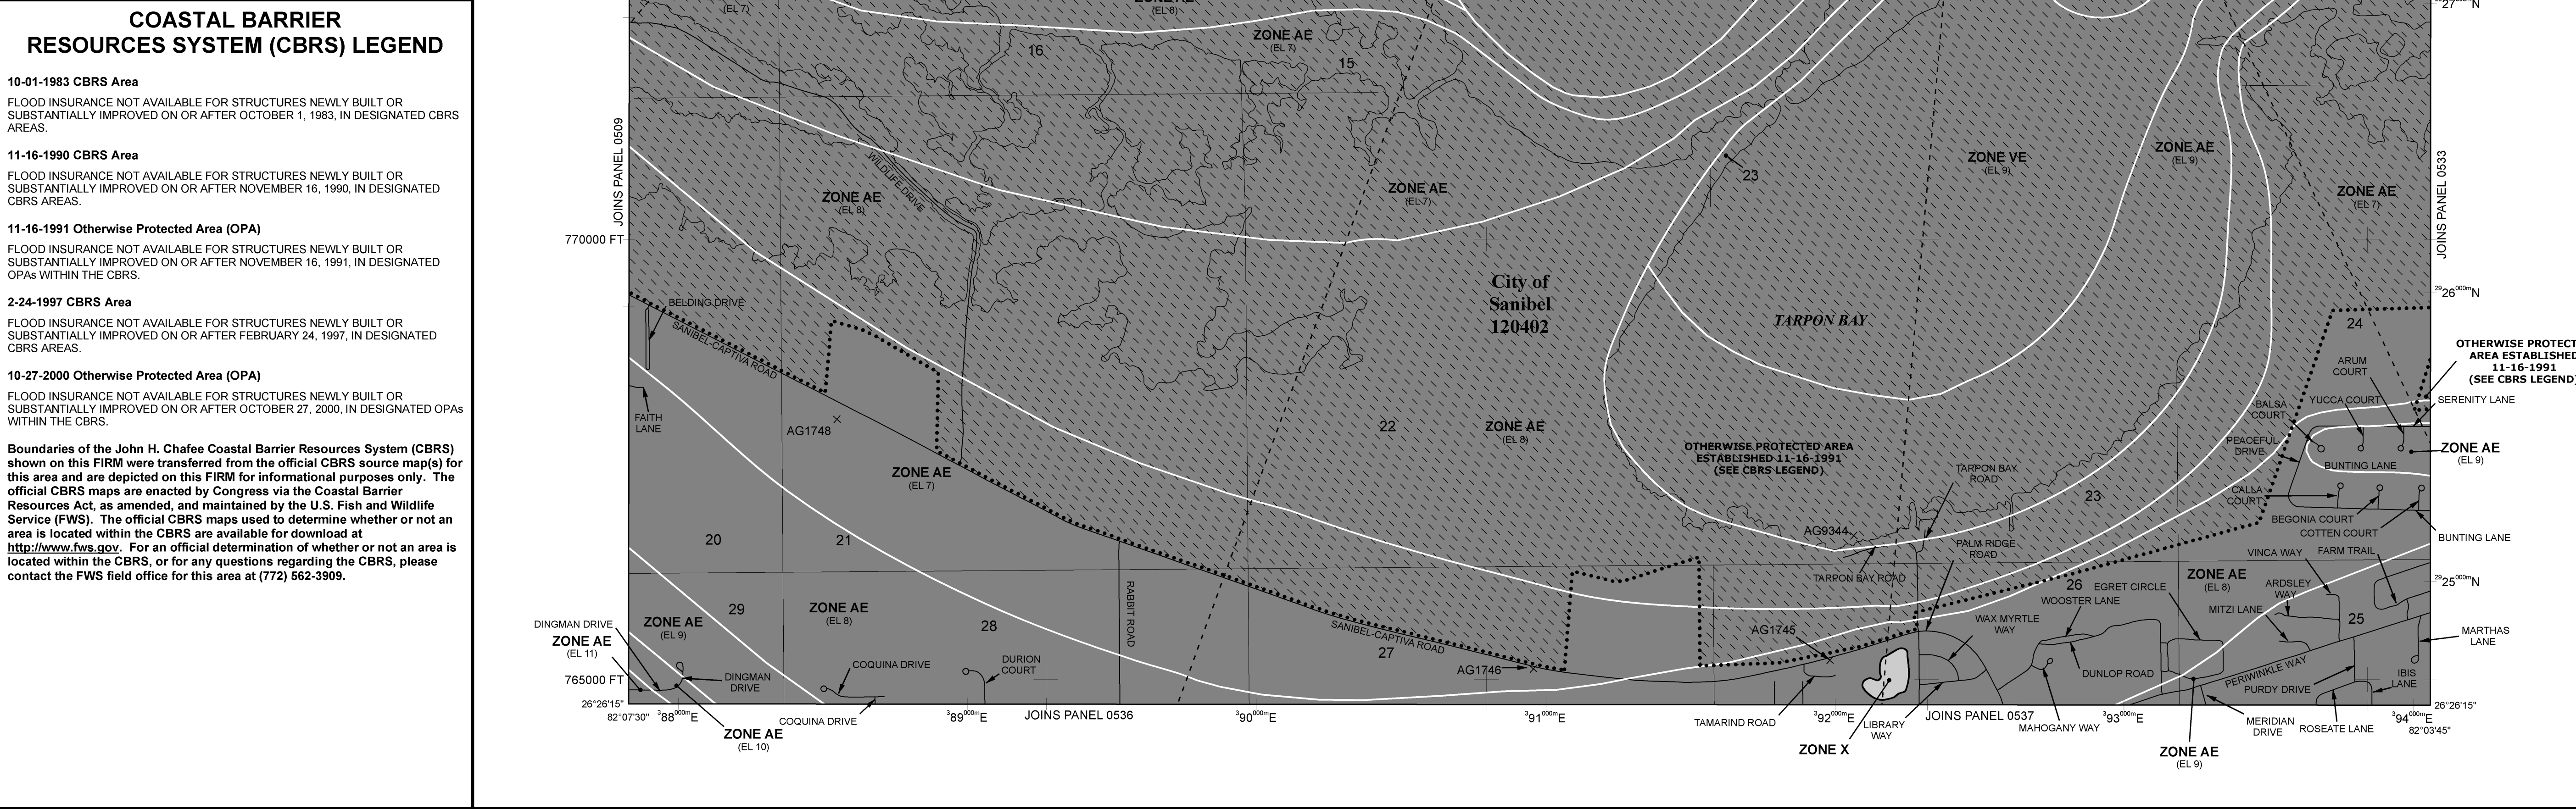 COASTAL BARRIER
RESOURCES SYSTEM (CBRS) LEGEND
10-01-1983 CBRS Area
FLOOD INSURANCE NOT AVAILABLE FOR STRUCTURES NEWLY BUILT OR
SUBSTANTIALLY IMPROVED ON OR AFTER OCTOBER 1, 1983, IN DESIGNATED CBRS
AREAS.
11-16-1990 CBRS Area
FLOOD INSURANCE NOT AVAILABLE FOR STRUCTURES NEWLY BUILT OR
SUBSTANTIALLY IMPROVED ON OR AFTER NOVEMBER 16, 1990, IN DESIGNATED
CBRS AREAS.
11-16-1991 Otherwise Protected Area (OPA)
FLOOD INSURANCE NOT AVAILABLE FOR STRUCTURES NEWLY BUILT OR
SUBSTANTIALLY IMPROVED ON OR AFTER NOVEMBER 16, 1991, IN DESIGNATED
OPAs WITHIN THE CBRS.
2-24-1997 CBRS Area
FLOOD INSURANCE NOT AVAILABLE FOR STRUCTURES NEWLY BUILT OR
SUBSTANTIALLY IMPROVED ON OR AFTER FEBRUARY 24, 1997, IN DESIGNATED
CBRS AREAS.
10-27-2000 Otherwise Protected Area (OPA)
FLOOD INSURANCE NOT AVAILABLE FOR STRUCTURES NEWLY BUILT OR
SUBSTANTIALLY IMPROVED ON OR AFTER OCTOBER 27, 2000, IN DESIGNATED OPAs
WITHIN THE CBRS.
Boundaries of the John H. Chafee Coastal Barrier Resources System (CBRS)
shown on this FIRM were transferred from the official CBRS source map(s) for
this area and are depicted on this FIRM for informational purposes only. The
official CBRS maps are enacted by Congress via the Coastal Barrier
Resources Act, as amended, and maintained by the U.S. Fish and Wildlife
Service (FWS). The official CBRS maps used to determine whether or not an
area is located within the CBRS are available for download at
http://www.fws.gov. For an official determination of whether or not an area is
located within the CBRS, or for any questions regarding the CBRS, please
contact the FWS field office for this area at (772) 562-3909.
(EL 7)
(EL 8)
27000m N
16
ZONE AE
(EL 7)
15
JOINS PANEL 0509
WILDLIFE DRIVE
ZONE AE
(EL 8)
ZONE AE
(EL 7)
23
ZONE VE
(EL 9)
ZONE AE
(EL 9)
ZONE AE
(EL 7)
JOINS PANEL 0533
770000 FT
City of
Sanibel
120402
TARPON BAY
2926000m N
BELDING DRIVE
SANIBEL-CAPTIVA ROAD
24
OTHERWISE PROTECT
AREA ESTABLISHED
11-16-1991
(SEE CBRS LEGEND)
ARUM
COURT
FAITH
LANE
AG1748
22
ZONE AE
(EL 8)
BALSA
COURT
YUCCA COURT
SERENITY LANE
OTHERWISE PROTECTED AREA
ESTABLISHED 11-16-1991
(SEE CBRS LEGEND)
PEACEFUL
DRIVE
ZONE AE
(EL 9)
BUNTING LANE
ZONE AE
(EL 7)
TARPON BAY
ROAD
23
CALLA
COURT
BEGONIA COURT
COTTEN COURT
BUNTING LANE
20
21
AG9344
PALM RIDGE
ROAD
TARPON BAY ROAD
VINCA WAY
FARM TRAIL
2925000m N
RABBIT ROAD
26
EGRET CIRCLE
ZONE AE
(EL 8)
ARDSLEY
WAY
WOOSTER LANE
MITZI LANE
25
29
ZONE AE
(EL 8)
28
ZONE AE
(EL 9)
SANIBEL-CAPTIVA ROAD
27
AG1745
WAX MYRTLE
WAY
MARTHAS
LANE
DINGMAN DRIVE
ZONE AE
(EL 11)
COQUINA DRIVE
DURION
COURT
AG1746
DUNLOP ROAD
PERIWINKLE WAY
PURDY DRIVE
IBIS
LANE
765000 FT
DINGMAN
DRIVE
26°26'15"
26°26'15"
82°07'30"
388000m E
COQUINA DRIVE
389000m E
JOINS PANEL 0536
390000m E
391000m E
TAMARIND ROAD
392000m E
LIBRARY
WAY
JOINS PANEL 0537
MAHOGANY WAY
393000m E
MERIDIAN
DRIVE
ROSEATE LANE
394000m E
82°03'45"
ZONE AE
(EL 10)
ZONE X
ZONE AE
(EL 9)